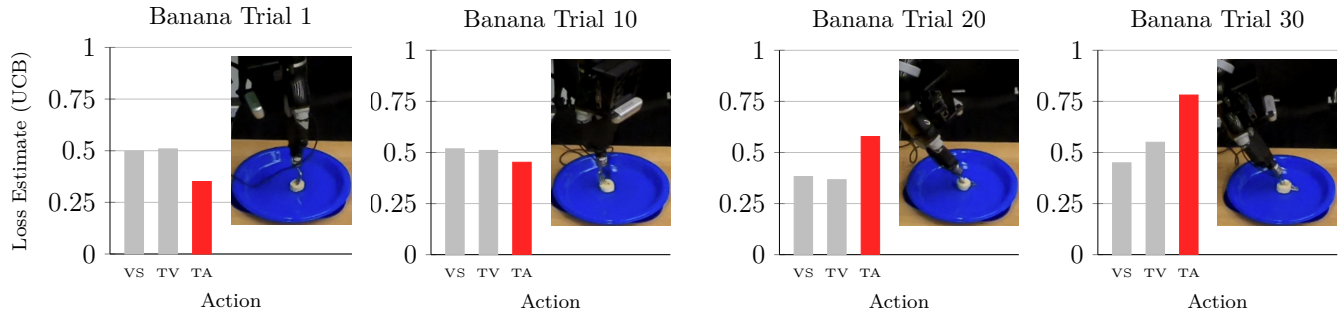 Banana Trial 1
Loss Estimate (UCB)
1
0.75
0.5
0.25
0
VS TV TA
Action
Banana Trial 10
1
0.75
0.5
0.25
0
VS TV TA
Action
Banana Trial 20
1
0.75
0.5
0.25
0
VS TV TA
Action
Banana Trial 30
1
0.75
0.5
0.25
0
VS TV TA
Action